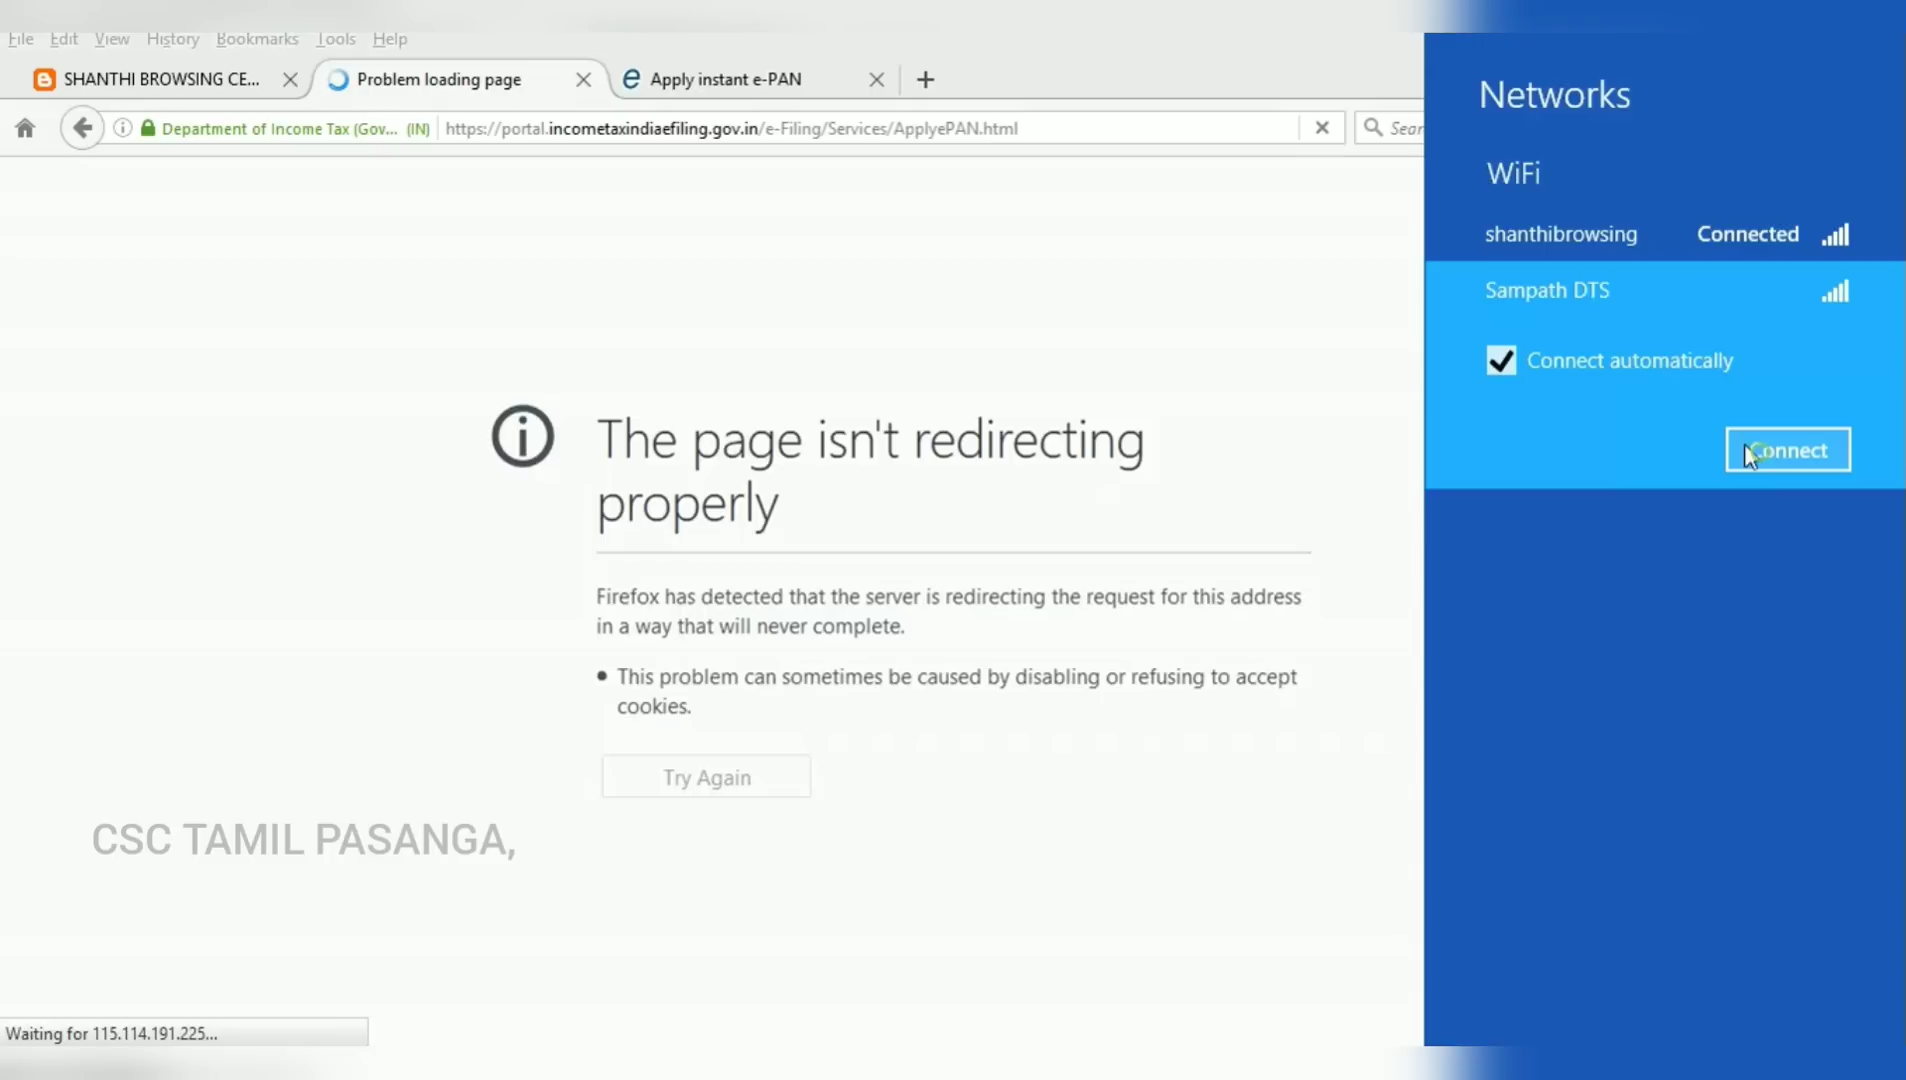 File Edit View History Bookmarks Tools Help
SHANTHI BROWSING CE... Problem loading page Apply instant e-PAN
Department of Income Tax (Gov... (IN) https://portal.incometaxindiaefiling.gov.in/e-Filing/Services/ApplyePAN.html
The page isn't redirecting
properly
Firefox has detected that the server is redirecting the request for this address
in a way that will never complete.
• This problem can sometimes be caused by disabling or refusing to accept
cookies.
Try Again
CSC TAMIL PASANGA,
Waiting for 115.114.191.225...
Networks
WiFi
shanthibrowsing Connected
Sampath DTS
Connect automatically
Connect